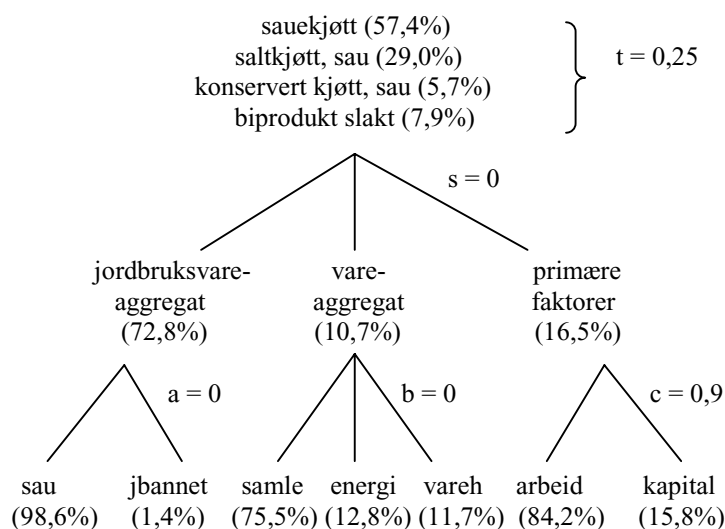 sauekjøtt (57,4%)
saltkjøtt, sau (29,0%)
konservert kjøtt, sau (5,7%)
biprodukt slakt (7,9%)
t = 0,25
s = 0
jordbruksvare-
aggregat
(72,8%)
vare-
aggregat
(10,7%)
primære
faktorer
(16,5%)
a = 0
b = 0
c = 0,9
sau
(98,6%)
jbannet
(1,4%)
samle
(75,5%)
energi
(12,8%)
vareh
(11,7%)
arbeid
(84,2%)
kapital
(15,8%)